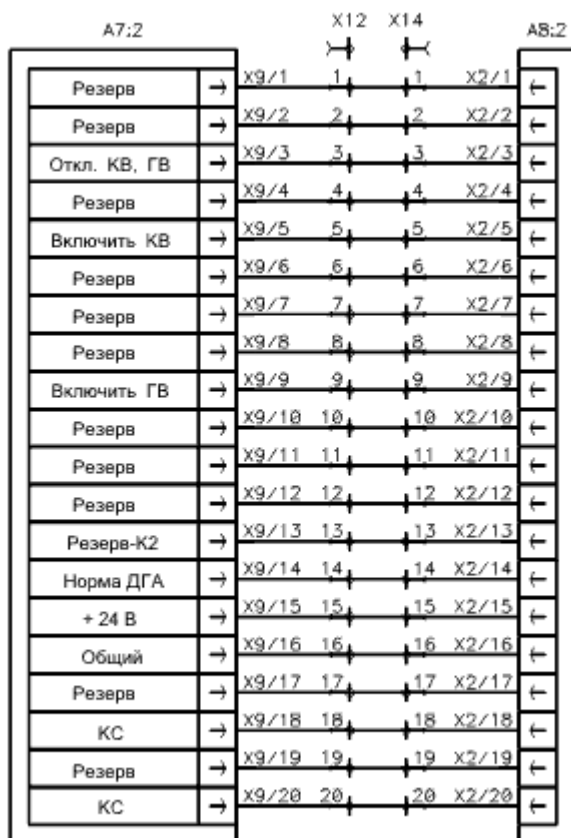 X12 X14
A7:2 A8:2
Резерв X9/1 1 1 X2/1
Резерв X9/2 2 2 X2/2
Откл. КВ, ГВ X9/3 3 3 X2/3
Резерв X9/4 4 4 X2/4
Включить КВ X9/5 5 5 X2/5
Резерв X9/6 6 6 X2/6
Резерв X9/7 7 7 X2/7
Резерв X9/8 8 8 X2/8
Включить ГВ X9/9 9 9 X2/9
Резерв X9/10 10 10 X2/10
Резерв X9/11 11 11 X2/11
Резерв X9/12 12 12 X2/12
Резерв-К2 X9/13 13 13 X2/13
Норма ДГА X9/14 14 14 X2/14
+ 24 В X9/15 15 15 X2/15
Общий X9/16 16 16 X2/16
Резерв X9/17 17 17 X2/17
КС X9/18 18 18 X2/18
Резерв X9/19 19 19 X2/19
КС X9/20 20 20 X2/20